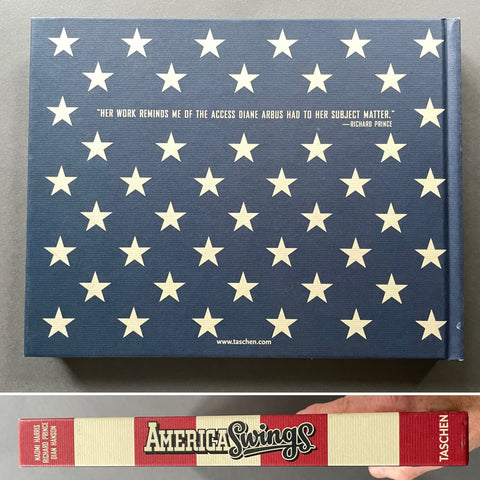 "HER WORK REMINDS ME OF THE ACCESS DIANE ARBUS HAD TO HER SUBJECT MATTER."
—RICHARD PRINCE
www.taschen.com
NAOMI HARRIS
RICHARD PRINCE
DIAN HANSON
AMERICA Swings
TASCHEN